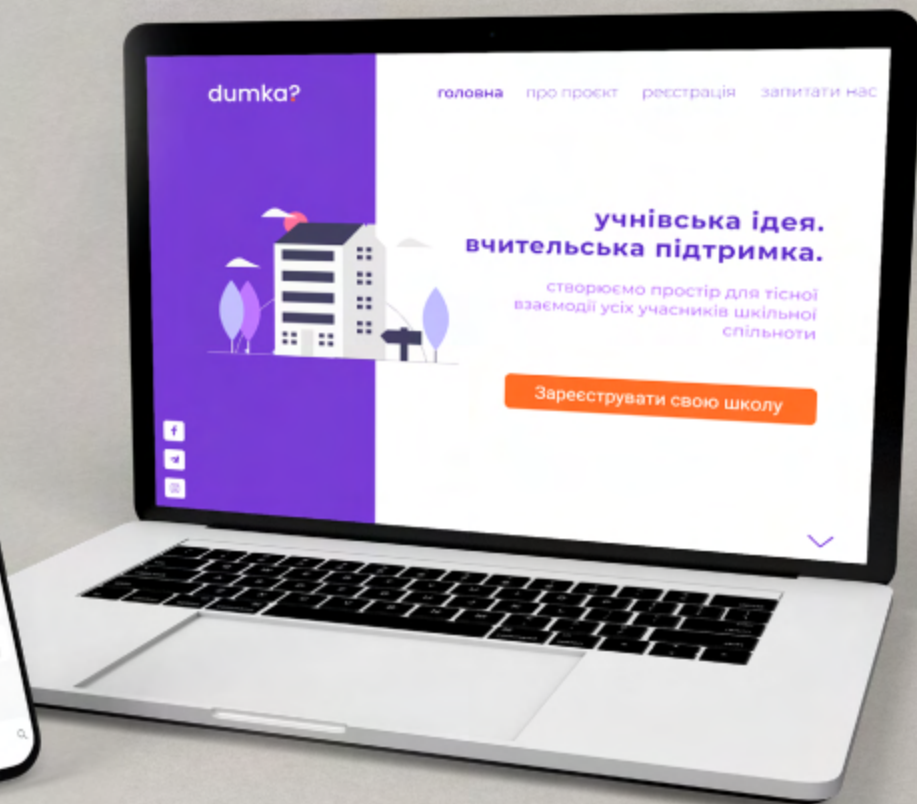 dumka?
головна про проєкт реєстрація запитати нас
учнівська ідея.
вчительська підтримка.
створюємо простір для тісної
взаємодії усіх учасників шкільної
спільноти
Зареєструвати свою школу